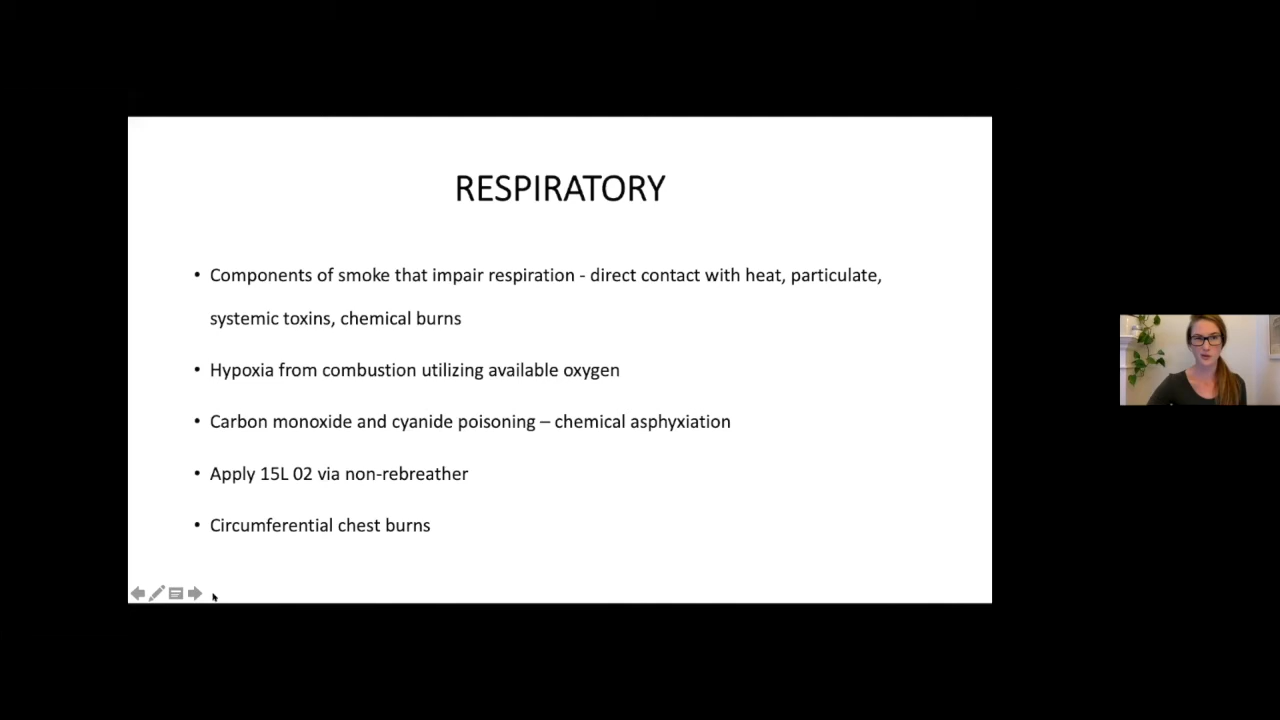 RESPIRATORY
• Components of smoke that impair respiration - direct contact with heat, particulate,
systemic toxins, chemical burns
• Hypoxia from combustion utilizing available oxygen
• Carbon monoxide and cyanide poisoning – chemical asphyxiation
• Apply 15L 02 via non-rebreather
• Circumferential chest burns